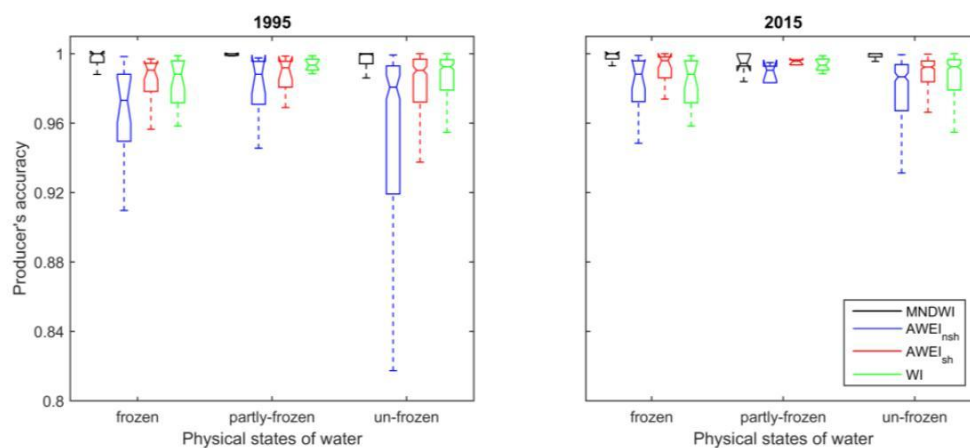 1995
2015
Producer's accuracy
1
0.96
0.92
0.88
0.84
0.8
frozen
partly-frozen
un-frozen
Physical states of water
frozen
partly-frozen
un-frozen
Physical states of water
MNDWI
AWEInsh
AWEIsh
WI